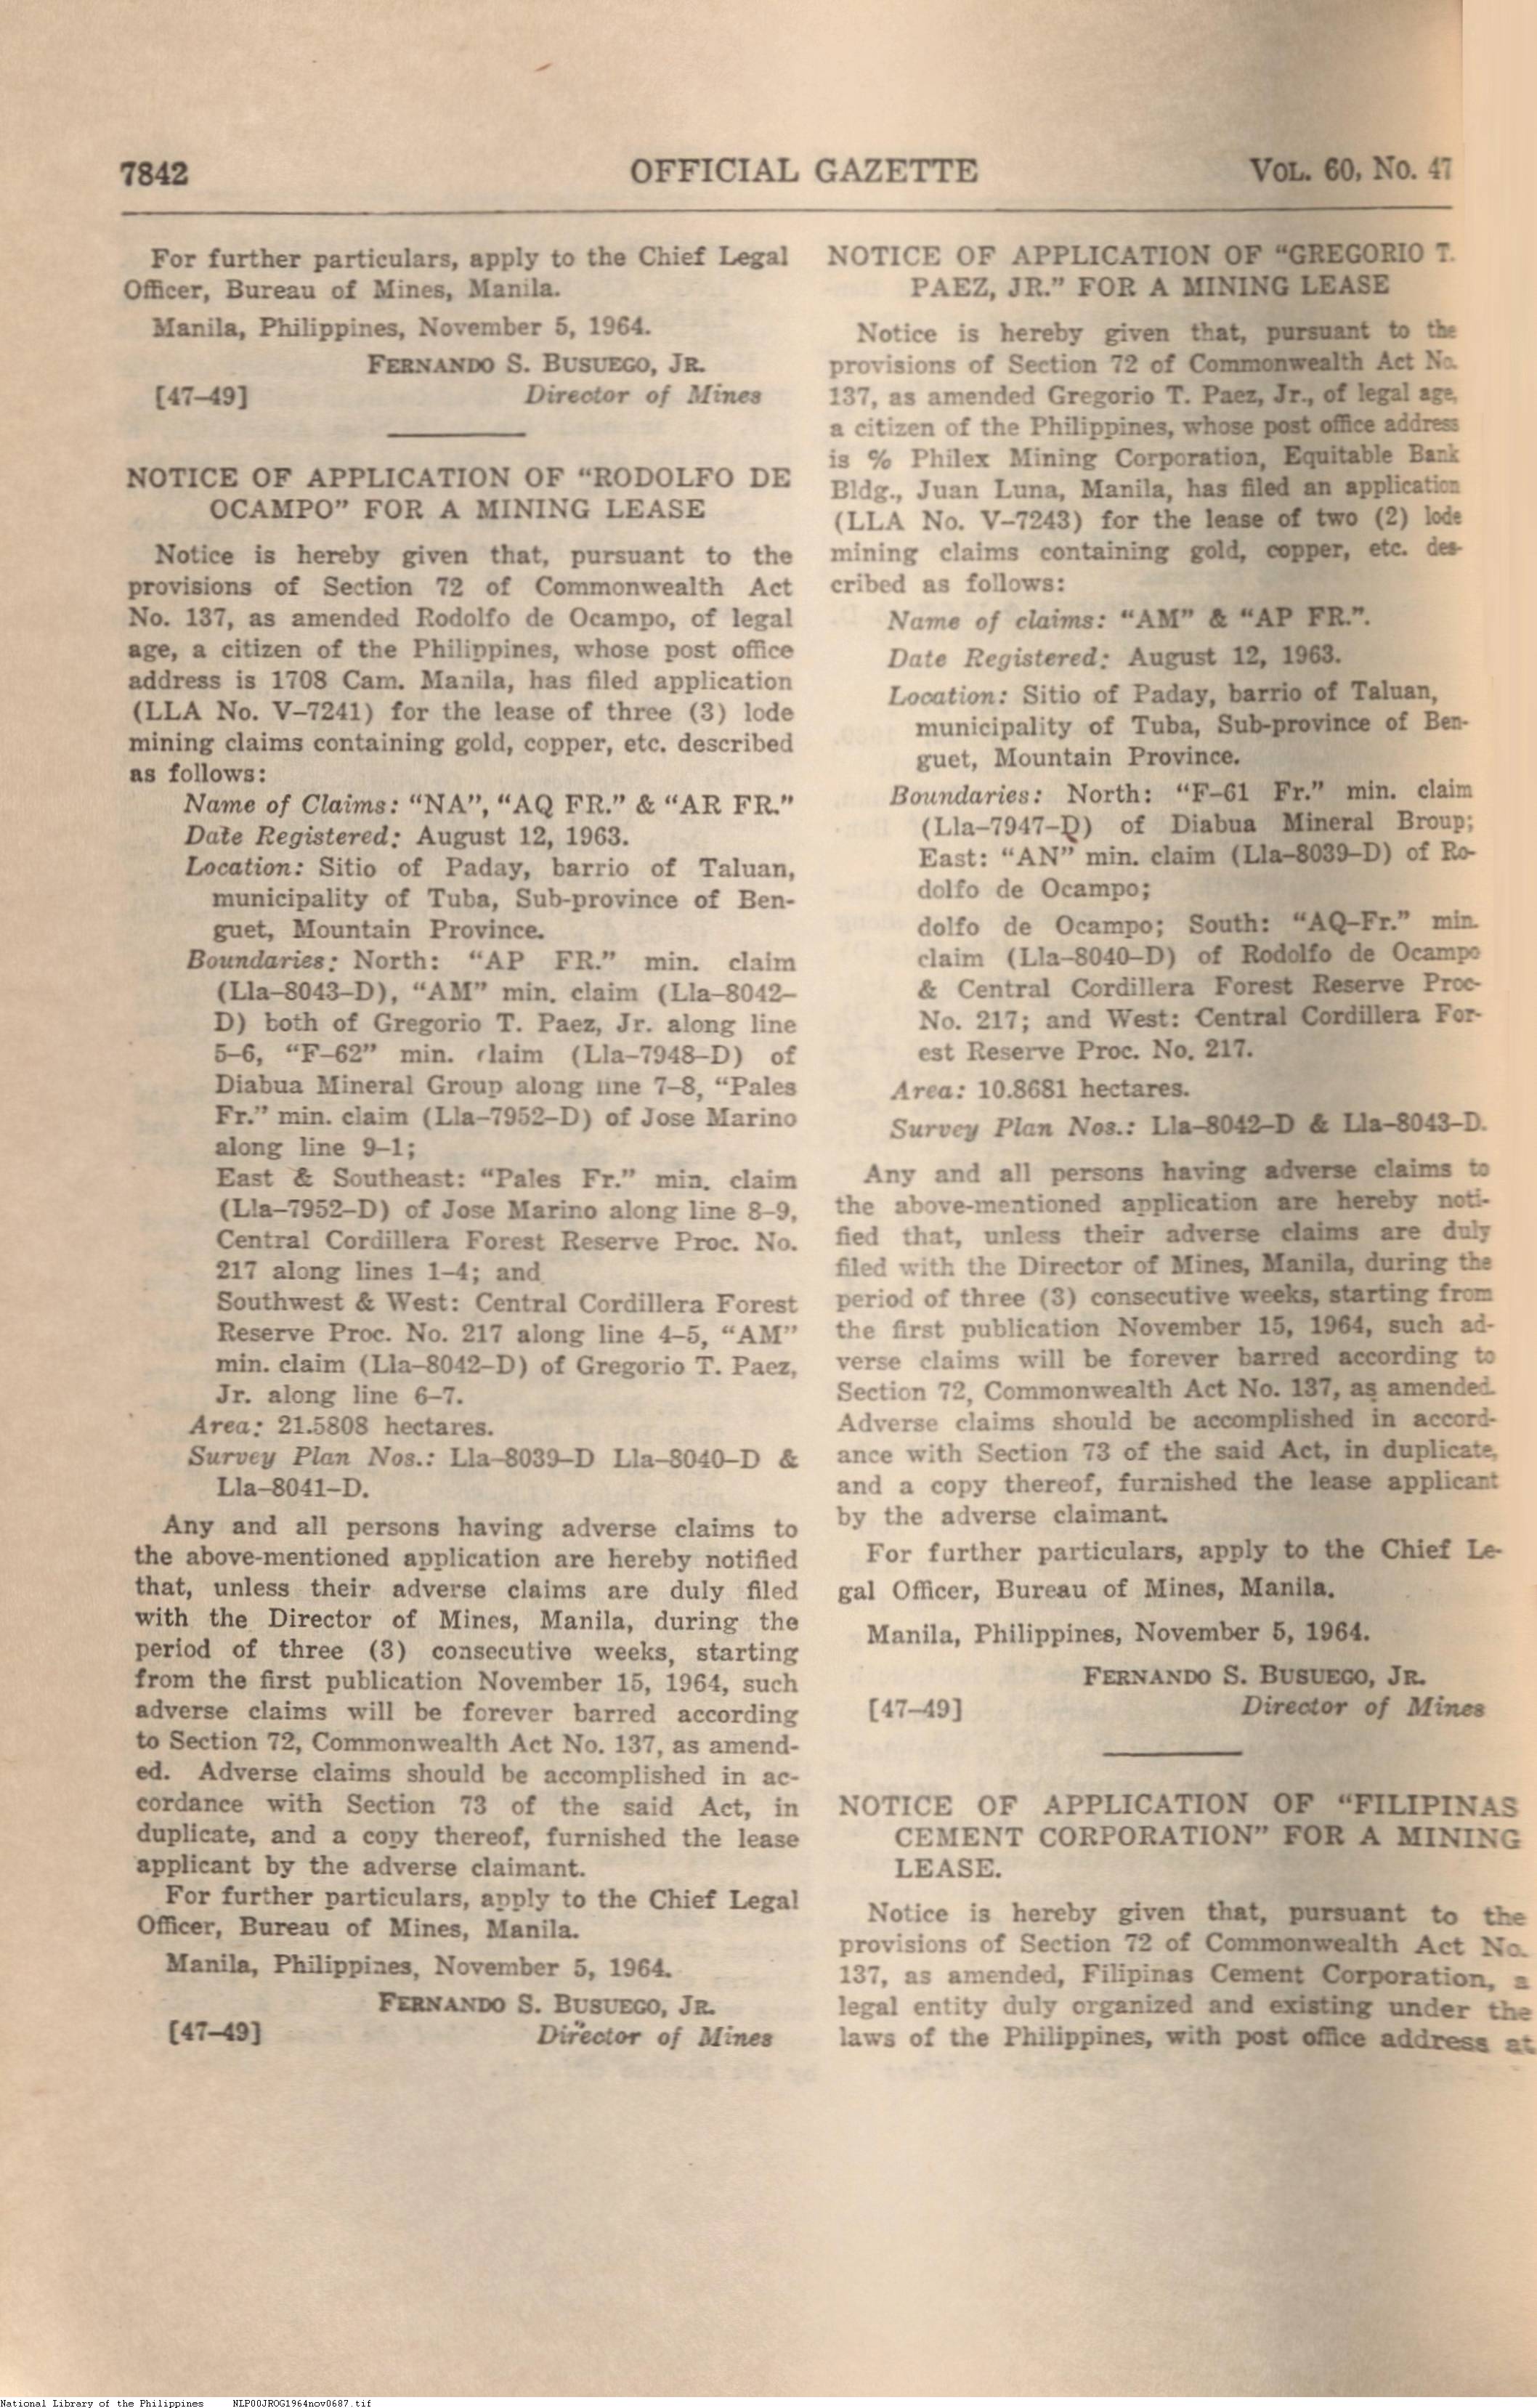 7842
OFFICIAL GAZETTE
VOL. 60, No. 47
For further particulars, apply to the Chief Legal
Officer, Bureau of Mines, Manila.
Manila, Philippines, November 5, 1964.
FERNANDO S. BUSUEGO, JR.
[47–49] Director of Mines
NOTICE OF APPLICATION OF “RODOLFO DE
OCAMPO” FOR A MINING LEASE
Notice is hereby given that, pursuant to the
provisions of Section 72 of Commonwealth Act
No. 137, as amended Rodolfo de Ocampo, of legal
age, a citizen of the Philippines, whose post office
address is 1708 Cam. Manila, has filed application
(LLA No. V–7241) for the lease of three (3) lode
mining claims containing gold, copper, etc. described
as follows:
Name of Claims: “NA”, “AQ FR.” & “AR FR.”
Date Registered: August 12, 1963.
Location: Sitio of Paday, barrio of Taluan,
municipality of Tuba, Sub-province of Ben-
guet, Mountain Province.
Boundaries: North: “AP FR.” min. claim
(Lla–8043–D), “AM” min. claim (Lla–8042–
D) both of Gregorio T. Paez, Jr. along line
5–6, “F–62” min. claim (Lla–7948–D) of
Diabua Mineral Group along line 7–8, “Pales
Fr.” min. claim (Lla–7952–D) of Jose Marino
along line 9–1;
East & Southeast: “Pales Fr.” min. claim
(Lla–7952–D) of Jose Marino along line 8–9,
Central Cordillera Forest Reserve Proc. No.
217 along lines 1–4; and
Southwest & West: Central Cordillera Forest
Reserve Proc. No. 217 along line 4–5, “AM”
min. claim (Lla–8042–D) of Gregorio T. Paez,
Jr. along line 6–7.
Area: 21.5808 hectares.
Survey Plan Nos.: Lla–8039–D Lla–8040–D &
Lla–8041–D.
Any and all persons having adverse claims to
the above-mentioned application are hereby notified
that, unless their adverse claims are duly filed
with the Director of Mines, Manila, during the
period of three (3) consecutive weeks, starting
from the first publication November 15, 1964, such
adverse claims will be forever barred according
to Section 72, Commonwealth Act No. 137, as amend-
ed. Adverse claims should be accomplished in ac-
cordance with Section 73 of the said Act, in
duplicate, and a copy thereof, furnished the lease
applicant by the adverse claimant.
For further particulars, apply to the Chief Legal
Officer, Bureau of Mines, Manila.
Manila, Philippines, November 5, 1964.
FERNANDO S. BUSUEGO, JR.
[47–49] Director of Mines
NOTICE OF APPLICATION OF “GREGORIO T.
PAEZ, JR.” FOR A MINING LEASE
Notice is hereby given that, pursuant to the
provisions of Section 72 of Commonwealth Act No.
137, as amended Gregorio T. Paez, Jr., of legal age,
a citizen of the Philippines, whose post office address
is % Philex Mining Corporation, Equitable Bank
Bldg., Juan Luna, Manila, has filed an application
(LLA No. V–7243) for the lease of two (2) lode
mining claims containing gold, copper, etc. des-
cribed as follows:
Name of claims: “AM” & “AP FR.”.
Date Registered: August 12, 1963.
Location: Sitio of Paday, barrio of Taluan,
municipality of Tuba, Sub-province of Ben-
guet, Mountain Province.
Boundaries: North: “F–61 Fr.” min. claim
(Lla–7947–D) of Diabua Mineral Broup;
East: “AN” min. claim (Lla–8039–D) of Ro-
dolfo de Ocampo;
dolfo de Ocampo; South: “AQ–Fr.” min.
claim (Lla–8040–D) of Rodolfo de Ocampo
& Central Cordillera Forest Reserve Proc-
No. 217; and West: Central Cordillera For-
est Reserve Proc. No. 217.
Area: 10.8681 hectares.
Survey Plan Nos.: Lla–8042–D & Lla–8043–D.
Any and all persons having adverse claims to
the above-mentioned application are hereby noti-
fied that, unless their adverse claims are duly
filed with the Director of Mines, Manila, during the
period of three (3) consecutive weeks, starting from
the first publication November 15, 1964, such ad-
verse claims will be forever barred according to
Section 72, Commonwealth Act No. 137, as amended.
Adverse claims should be accomplished in accord-
ance with Section 73 of the said Act, in duplicate,
and a copy thereof, furnished the lease applicant
by the adverse claimant.
For further particulars, apply to the Chief Le-
gal Officer, Bureau of Mines, Manila.
Manila, Philippines, November 5, 1964.
FERNANDO S. BUSUEGO, JR.
[47–49] Director of Mines
NOTICE OF APPLICATION OF “FILIPINAS
CEMENT CORPORATION” FOR A MINING
LEASE.
Notice is hereby given that, pursuant to the
provisions of Section 72 of Commonwealth Act No.
137, as amended, Filipinas Cement Corporation, a
legal entity duly organized and existing under the
laws of the Philippines, with post office address at
National Library of the Philippines NLP00JROG1964nov0687.tif